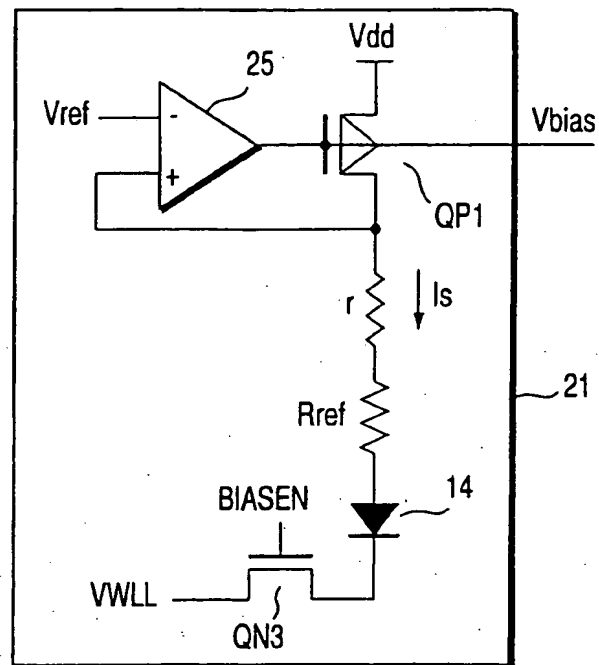 Vdd
25
Vref
-
+
Vbias
QP1
r
Is
Rref
21
14
BIASEN
VWLL
QN3